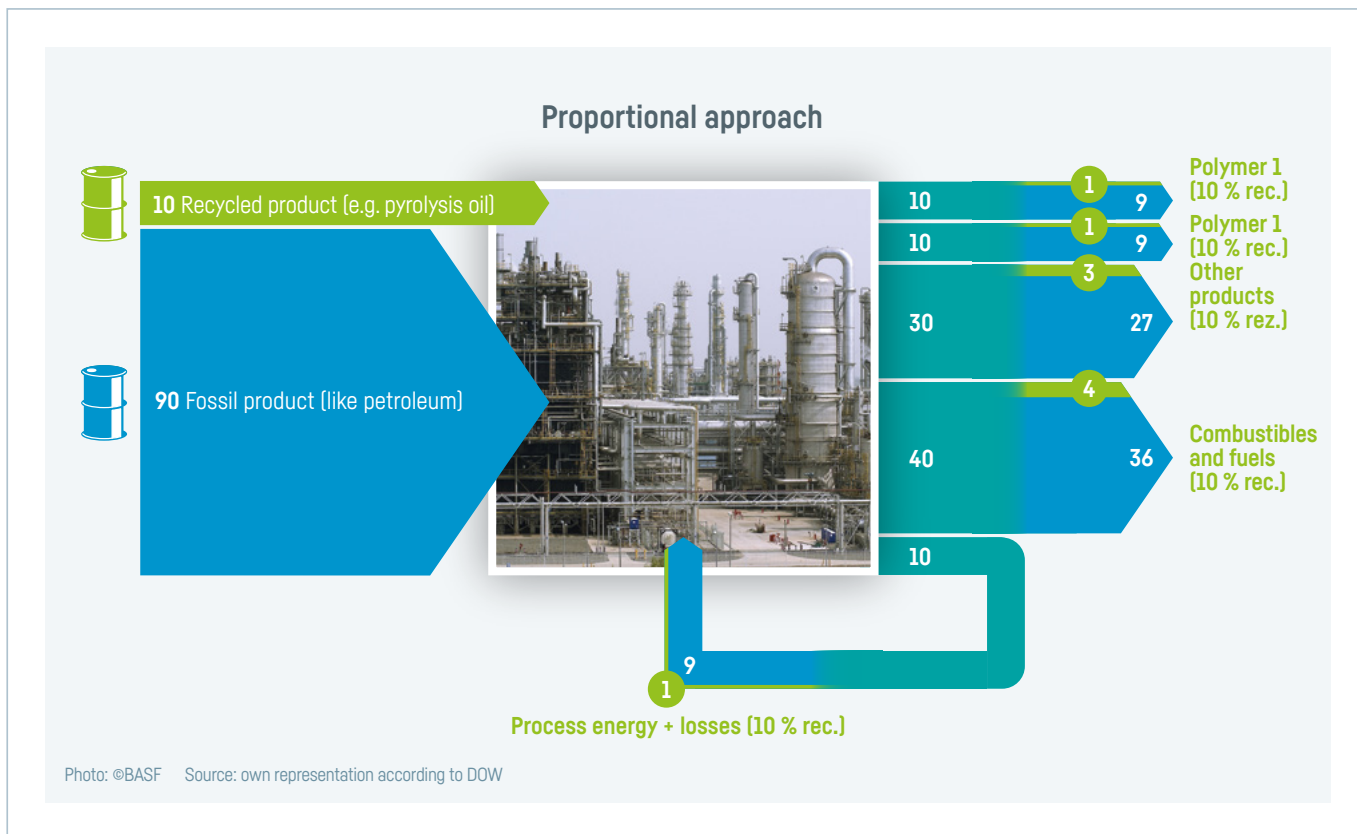 Proportional approach
10 Recycled product (e.g. pyrolysis oil)
90 Fossil product (like petroleum)
10
1
9
Polymer 1
(10 % rec.)
10
1
9
Polymer 1
(10 % rec.)
30
3
27
Other
products
(10 % rez.)
40
4
36
Combustibles
and fuels
(10 % rec.)
10
9
1
Process energy + losses (10 % rec.)
Photo: ©BASF Source: own representation according to DOW